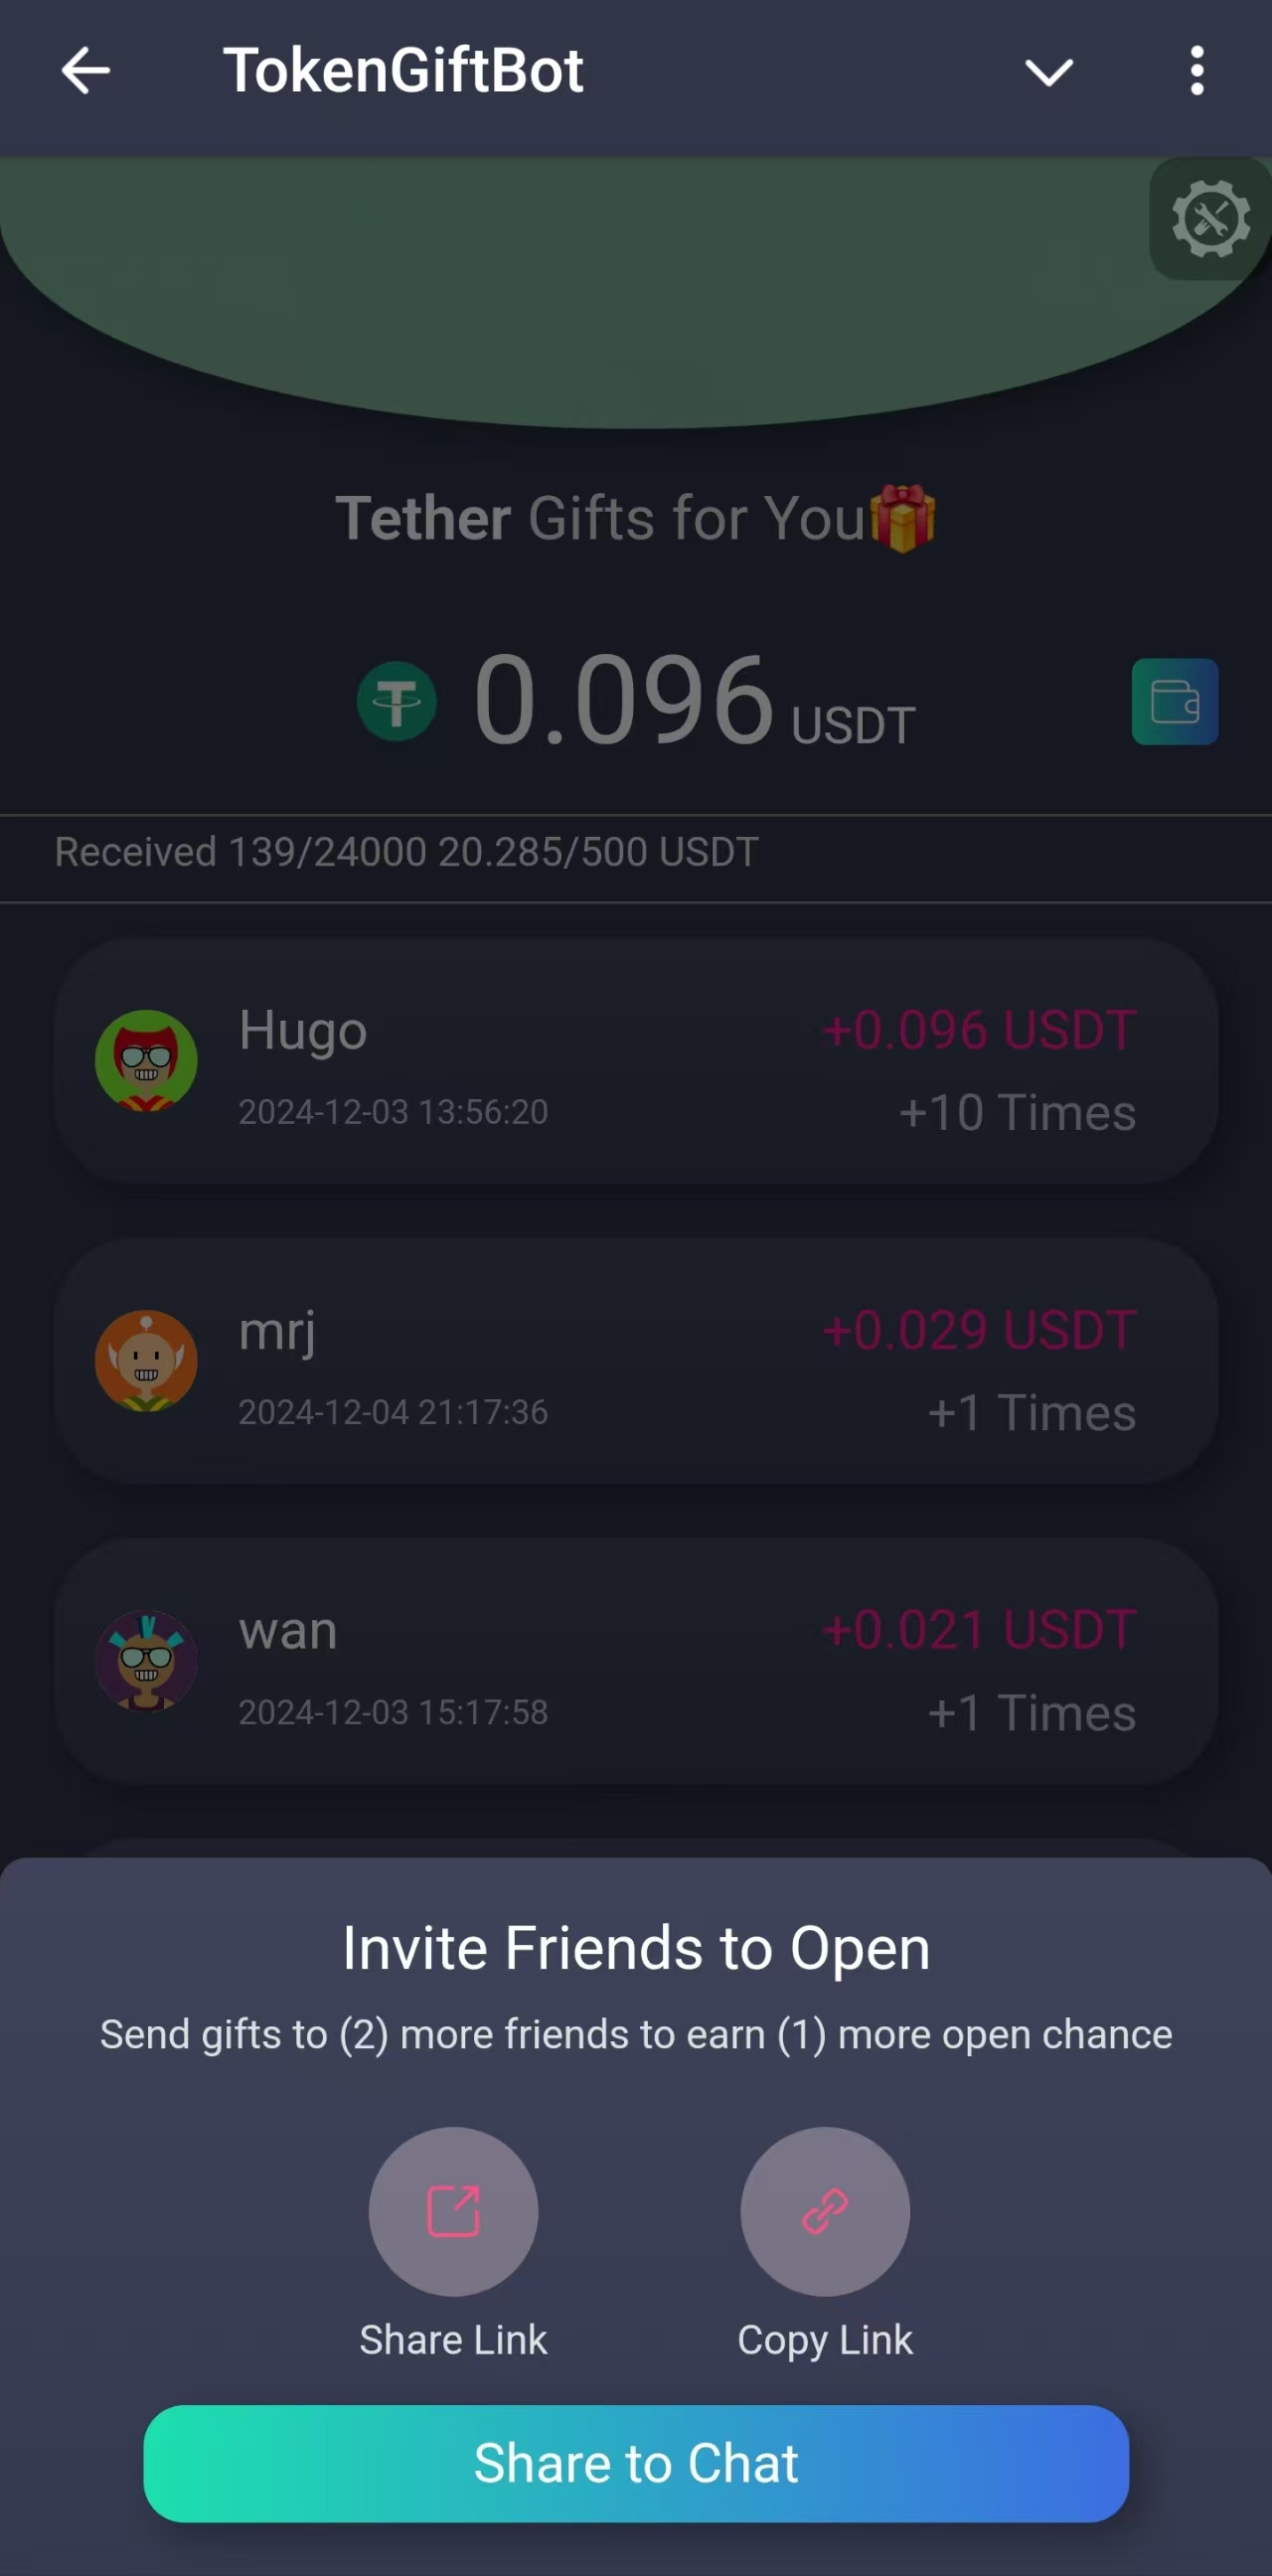 TokenGiftBot
Tether Gifts for You🎁
0.096 USDT
Received 139/24000 20.285/500 USDT
Hugo
+0.096 USDT
2024-12-03 13:56:20
+10 Times
mrj
+0.029 USDT
2024-12-04 21:17:36
+1 Times
wan
+0.021 USDT
2024-12-03 15:17:58
+1 Times
Invite Friends to Open
Send gifts to (2) more friends to earn (1) more open chance
Share Link
Copy Link
Share to Chat